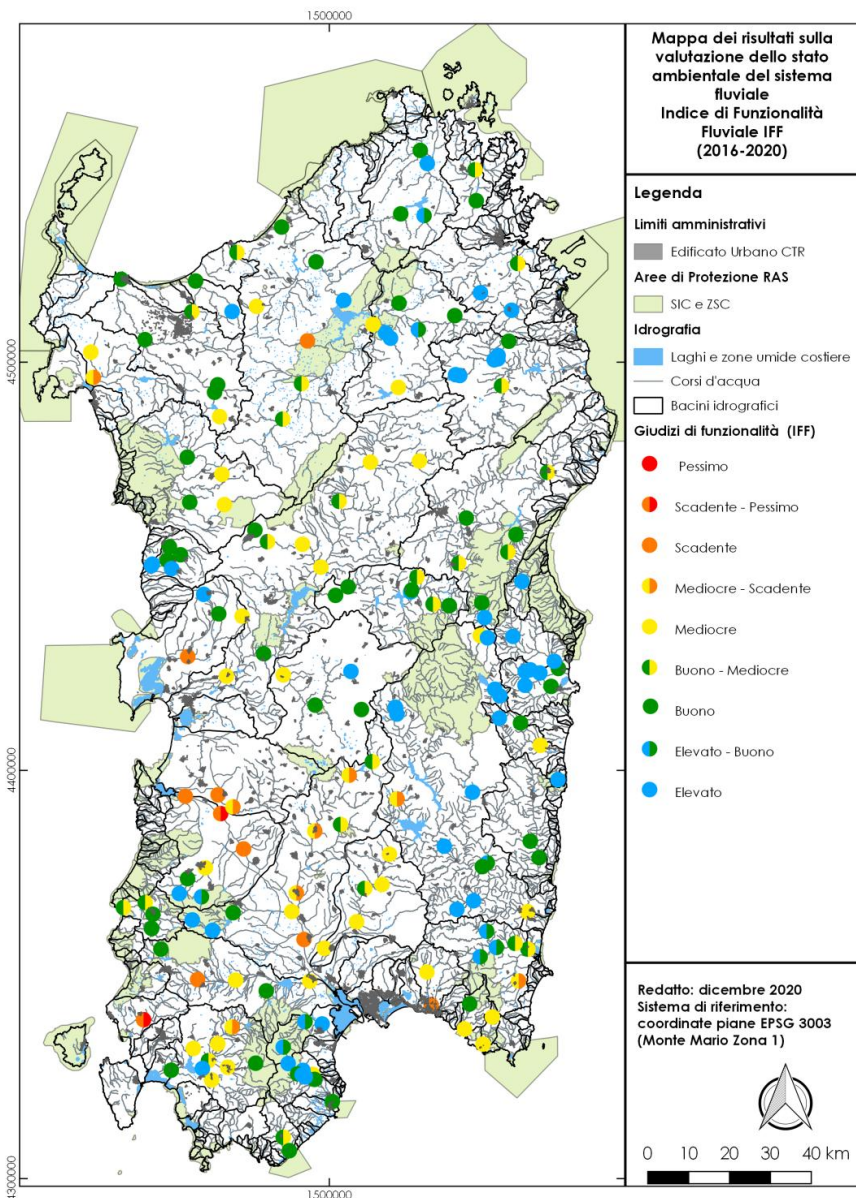 1500000
4500000
4400000
4300000
1500000
Mappa dei risultati sulla
valutazione dello stato
ambientale del sistema
fluviale
Indice di Funzionalità
Fluviale IFF
(2016-2020)
Legenda
Limiti amministrativi
Edificato Urbano CTR
Aree di Protezione RAS
SIC e ZSC
Idrografia
Laghi e zone umide costiere
Corsi d'acqua
Bacini idrografici
Giudizi di funzionalità (IFF)
Pessimo
Scadente - Pessimo
Scadente
Mediocre - Scadente
Mediocre
Buono - Mediocre
Buono
Elevato - Buono
Elevato
Redatto: dicembre 2020
Sistema di riferimento:
coordinate piane EPSG 3003
(Monte Mario Zona 1)
0 10 20 30 40 km